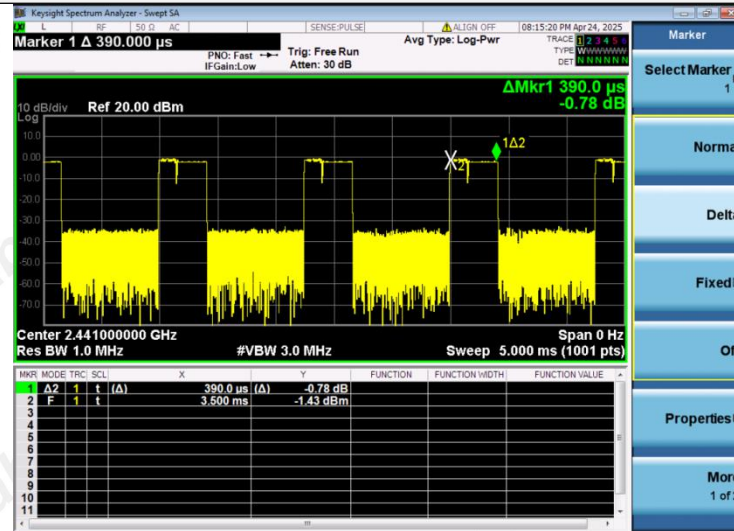 Keysight Spectrum Analyzer - Swept SA
L RF 50 Ω AC SENSE:PULSE ALIGN OFF 08:15:20 PM Apr 24, 2025
Marker 1 Δ 390.000 µs
PNO: Fast Trig: Free Run Avg Type: Log-Pwr TRACE 1 2 3 4 5 6
IFGain:Low Atten: 30 dB TYPE WWWWWW
DET N N N N N N
Marker
Select Marker
1
Norma
Delta
Fixed
Properties
More
1 of 2
ΔMkr1 390.0 µs
-0.78 dB
10 dB/div Ref 20.00 dBm
Log
10.0
0.00
-10.0
-20.0
-30.0
-40.0
-50.0
-60.0
-70.0
1Δ2
2
Center 2.441000000 GHz Span 0 Hz
Res BW 1.0 MHz #VBW 3.0 MHz Sweep 5.000 ms (1001 pts)
MKR MODE TRC SCL X Y FUNCTION FUNCTION WIDTH FUNCTION VALUE
1 Δ2 1 t (Δ) 390.0 µs (Δ) -0.78 dB
2 F 1 t 3.500 ms -1.43 dBm
3
4
5
6
7
8
9
10
11